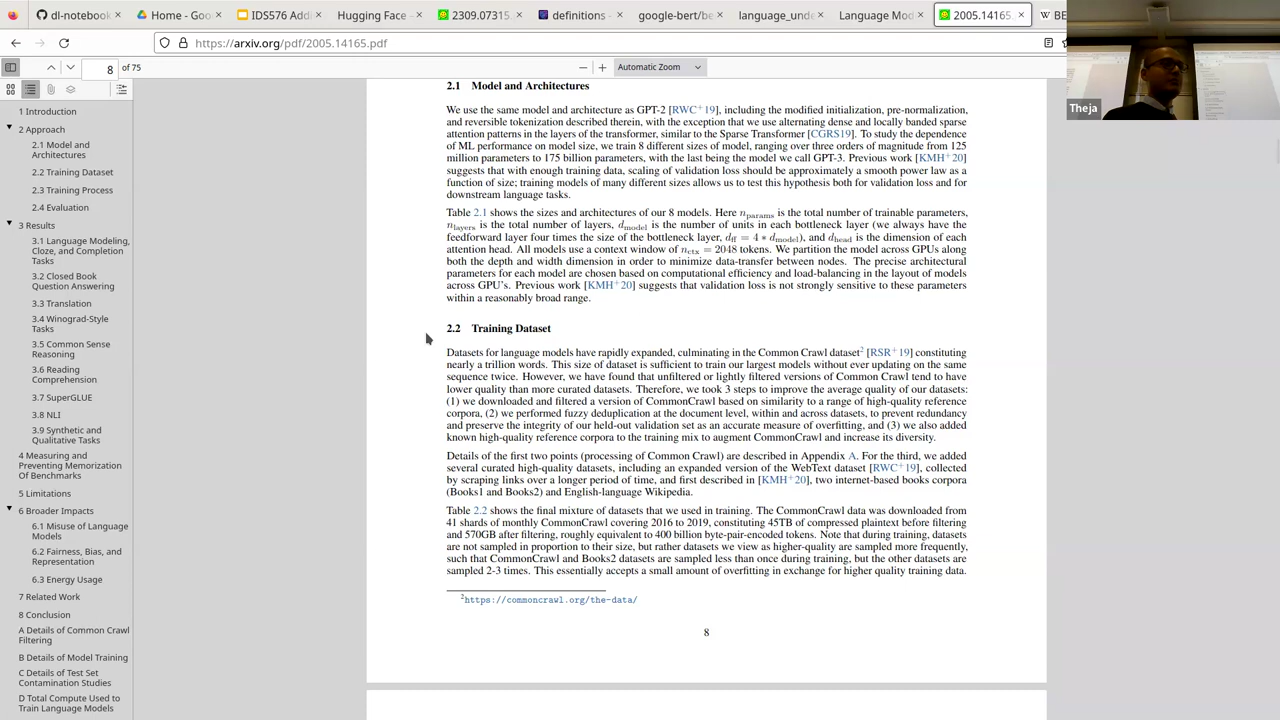 dl-notebook
Home - Goo
IDS576 Addi
Hugging Face
2309.07315.
definitions
google-bert/be
language_unde
Language Mod
2005.14165.
W BE
https://arxiv.org/pdf/2005.14165.pdf
8 of 75
Automatic Zoom
1 Introduction
2 Approach
2.1 Model and
Architectures
2.2 Training Dataset
2.3 Training Process
2.4 Evaluation
3 Results
3.1 Language Modeling,
Cloze, and Completion
Tasks
3.2 Closed Book
Question Answering
3.3 Translation
3.4 Winograd-Style
Tasks
3.5 Common Sense
Reasoning
3.6 Reading
Comprehension
3.7 SuperGLUE
3.8 NLI
3.9 Synthetic and
Qualitative Tasks
4 Measuring and
Preventing Memorization
Of Benchmarks
5 Limitations
6 Broader Impacts
6.1 Misuse of Language
Models
6.2 Fairness, Bias, and
Representation
6.3 Energy Usage
7 Related Work
8 Conclusion
A Details of Common Crawl
Filtering
B Details of Model Training
C Details of Test Set
Contamination Studies
D Total Compute Used to
Train Language Models
2.1 Model and Architectures
We use the same model and architecture as GPT-2 [RWC+19], including the modified initialization, pre-normalization,
and reversible tokenization described therein, with the exception that we use alternating dense and locally banded sparse
attention patterns in the layers of the transformer, similar to the Sparse Transformer [CGRS19]. To study the dependence
of ML performance on model size, we train 8 different sizes of model, ranging over three orders of magnitude from 125
million parameters to 175 billion parameters, with the last being the model we call GPT-3. Previous work [KMH+20]
suggests that with enough training data, scaling of validation loss should be approximately a smooth power law as a
function of size; training models of many different sizes allows us to test this hypothesis both for validation loss and for
downstream language tasks.
Table 2.1 shows the sizes and architectures of our 8 models. Here nparams is the total number of trainable parameters,
nlayers is the total number of layers, dmodel is the number of units in each bottleneck layer (we always have the
feedforward layer four times the size of the bottleneck layer, dff = 4 * dmodel), and dhead is the dimension of each
attention head. All models use a context window of nctx = 2048 tokens. We partition the model across GPUs along
both the depth and width dimension in order to minimize data-transfer between nodes. The precise architectural
parameters for each model are chosen based on computational efficiency and load-balancing in the layout of models
across GPU's. Previous work [KMH+20] suggests that validation loss is not strongly sensitive to these parameters
within a reasonably broad range.
2.2 Training Dataset
Datasets for language models have rapidly expanded, culminating in the Common Crawl dataset2 [RSR+19] constituting
nearly a trillion words. This size of dataset is sufficient to train our largest models without ever updating on the same
sequence twice. However, we have found that unfiltered or lightly filtered versions of Common Crawl tend to have
lower quality than more curated datasets. Therefore, we took 3 steps to improve the average quality of our datasets:
(1) we downloaded and filtered a version of CommonCrawl based on similarity to a range of high-quality reference
corpora, (2) we performed fuzzy deduplication at the document level, within and across datasets, to prevent redundancy
and preserve the integrity of our held-out validation set as an accurate measure of overfitting, and (3) we also added
known high-quality reference corpora to the training mix to augment CommonCrawl and increase its diversity.
Details of the first two points (processing of Common Crawl) are described in Appendix A. For the third, we added
several curated high-quality datasets, including an expanded version of the WebText dataset [RWC+19], collected
by scraping links over a longer period of time, and first described in [KMH+20], two internet-based books corpora
(Books1 and Books2) and English-language Wikipedia.
Table 2.2 shows the final mixture of datasets that we used in training. The CommonCrawl data was downloaded from
41 shards of monthly CommonCrawl covering 2016 to 2019, constituting 45TB of compressed plaintext before filtering
and 570GB after filtering, roughly equivalent to 400 billion byte-pair-encoded tokens. Note that during training, datasets
are not sampled in proportion to their size, but rather datasets we view as higher-quality are sampled more frequently,
such that CommonCrawl and Books2 datasets are sampled less than once during training, but the other datasets are
sampled 2-3 times. This essentially accepts a small amount of overfitting in exchange for higher quality training data.
2https://commoncrawl.org/the-data/
8
Theja